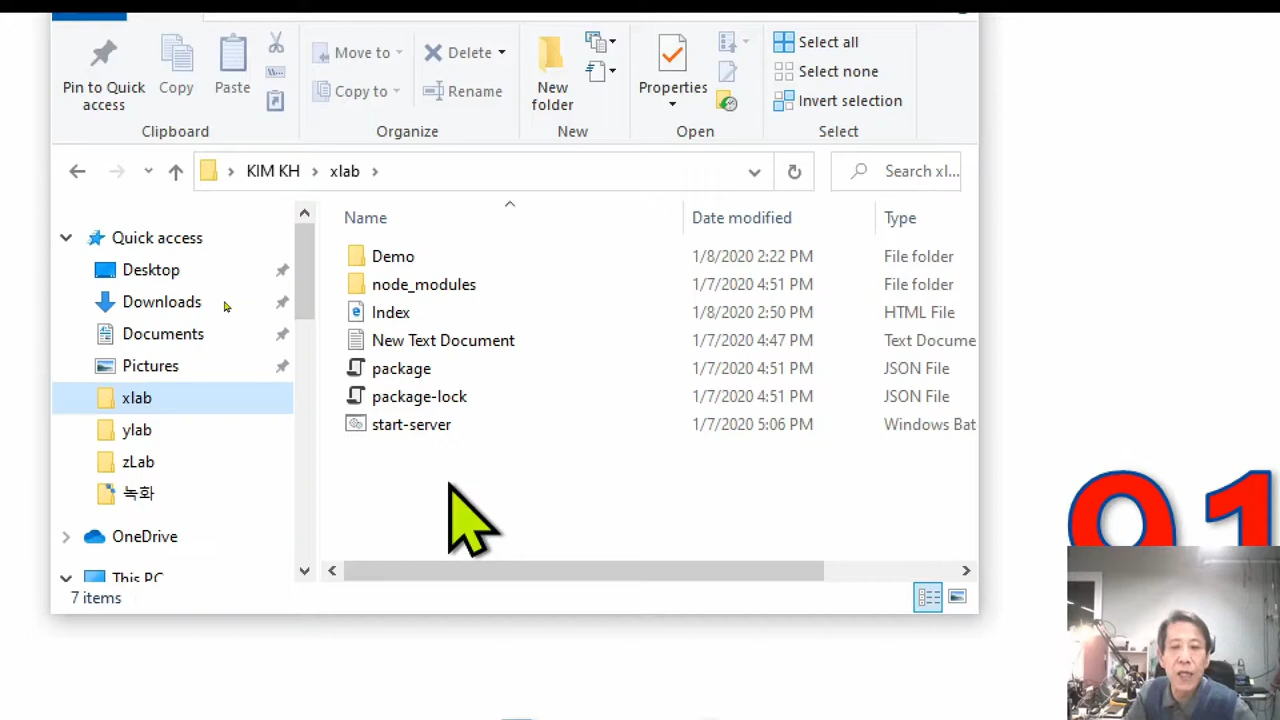 Pin to Quick access
Copy
Paste
Move to
Copy to
Delete
Rename
New folder
Properties
Select all
Select none
Invert selection
Clipboard
Organize
New
Open
Select
KIM KH > xlab >
Search xl...
Name
Date modified
Type
Quick access
Desktop
Downloads
Documents
Pictures
xlab
ylab
zLab
녹화
OneDrive
This PC
Demo 1/8/2020 2:22 PM File folder
node_modules 1/7/2020 4:51 PM File folder
Index 1/8/2020 2:50 PM HTML File
New Text Document 1/7/2020 4:47 PM Text Docume
package 1/7/2020 4:51 PM JSON File
package-lock 1/7/2020 4:51 PM JSON File
start-server 1/7/2020 5:06 PM Windows Bat
7 items
01